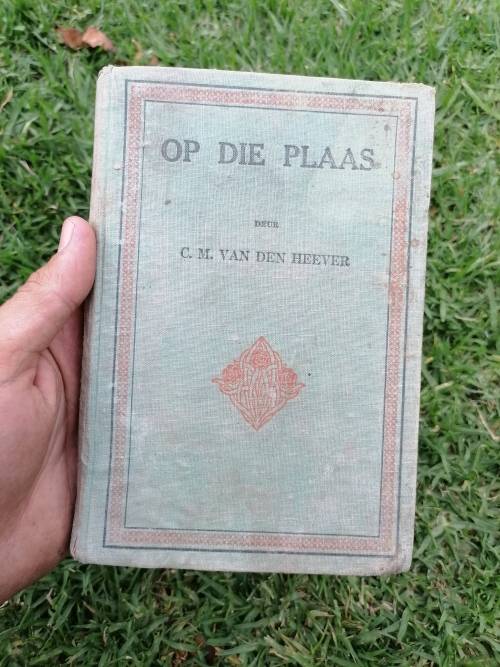 OP DIE PLAAS
DEUR
C. M. VAN DEN HEEVER